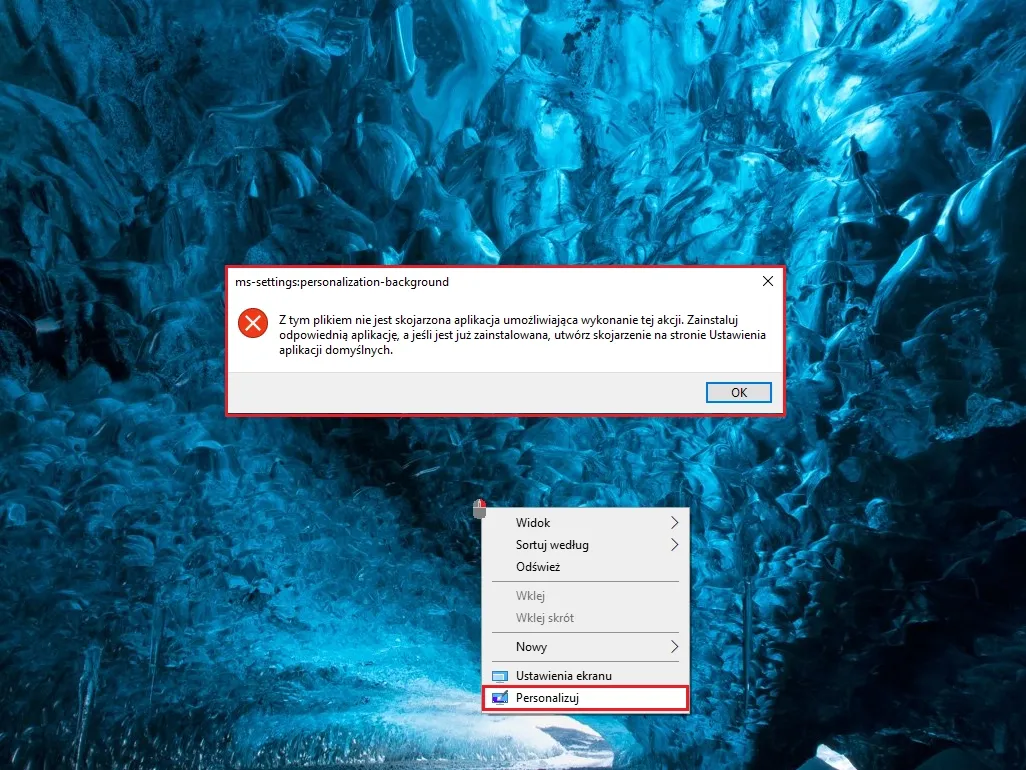 ms-settings:personalization-background
Z tym plikiem nie jest skojarzona aplikacja umożliwiająca wykonanie tej akcji. Zainstaluj
odpowiednią aplikację, a jeśli jest już zainstalowana, utwórz skojarzenie na stronie Ustawienia
aplikacji domyślnych.
OK
Widok
Sortuj według
Odśwież
Wklej
Wklej skrót
Nowy
Ustawienia ekranu
Personalizuj